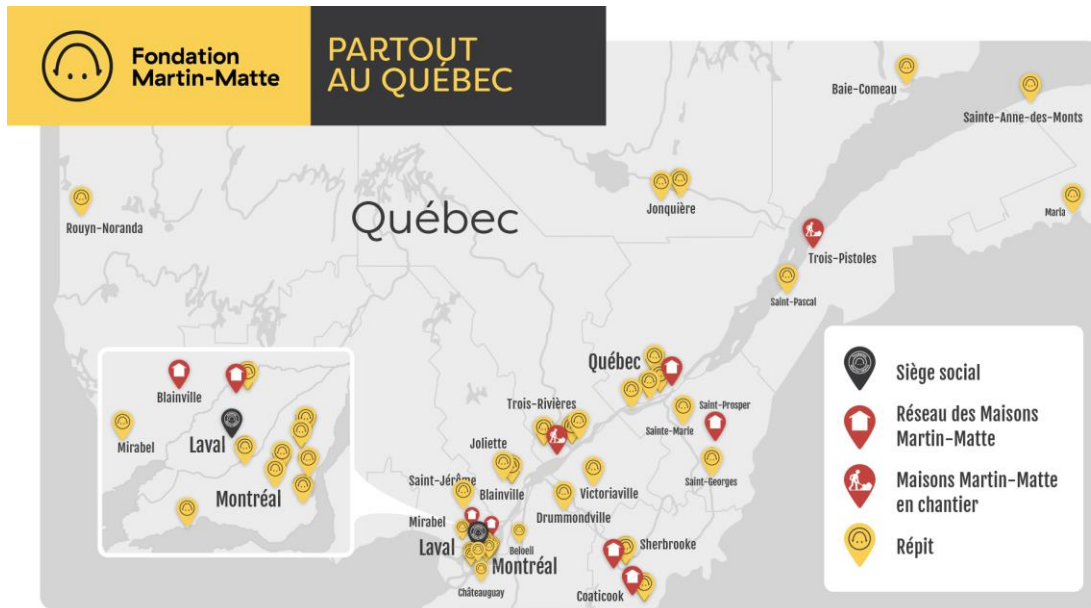 Fondation
Martin-Matte
PARTOUT
AU QUÉBEC
Baie-Comeau
Sainte-Anne-des-Monts
Rouyn-Noranda
Québec
Jonquière
Maria
Trois-Pistoles
Saint-Pascal
Blainville
Mirabel
Laval
Montréal
Québec
Trois-Rivières
Saint-Prosper
Sainte-Marie
Joliette
Saint-Georges
Saint-Jérôme
Blainville
Victoriaville
Drummondville
Mirabel
Laval
Beloeil
Montréal
Sherbrooke
Châteauguay
Coaticook
Siège social
Réseau des Maisons
Martin-Matte
Maisons Martin-Matte
en chantier
Répit